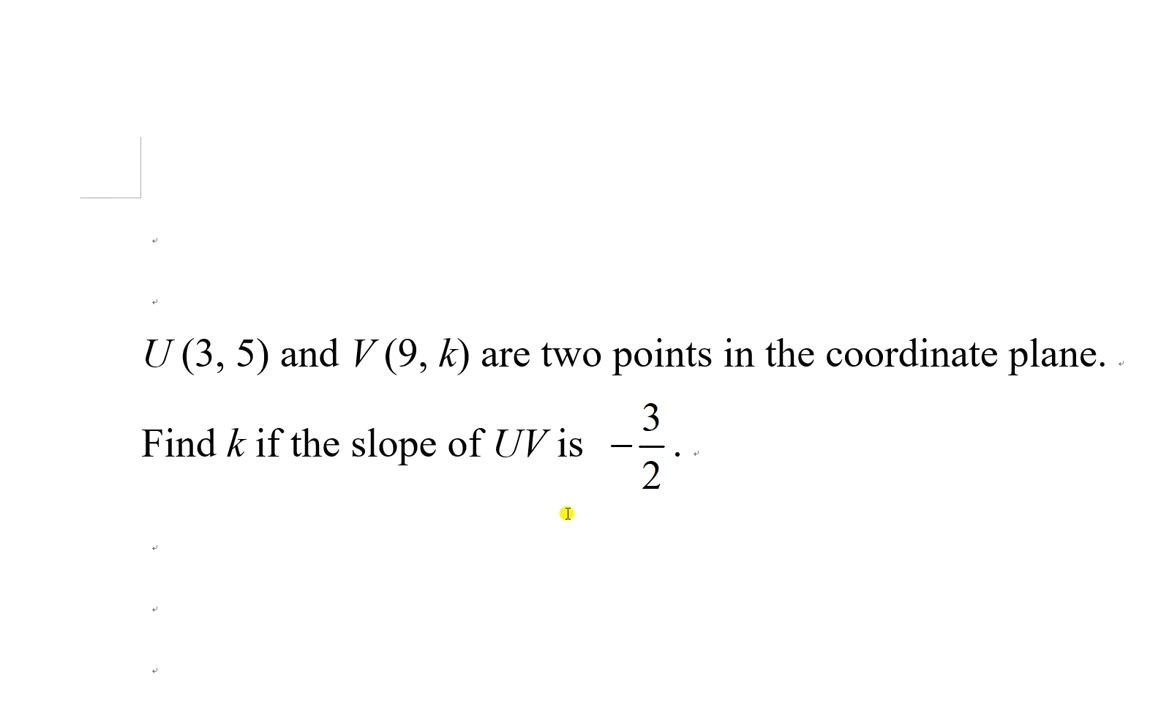 U (3, 5) and V (9, k) are two points in the coordinate plane.
Find k if the slope of UV is −3/2.